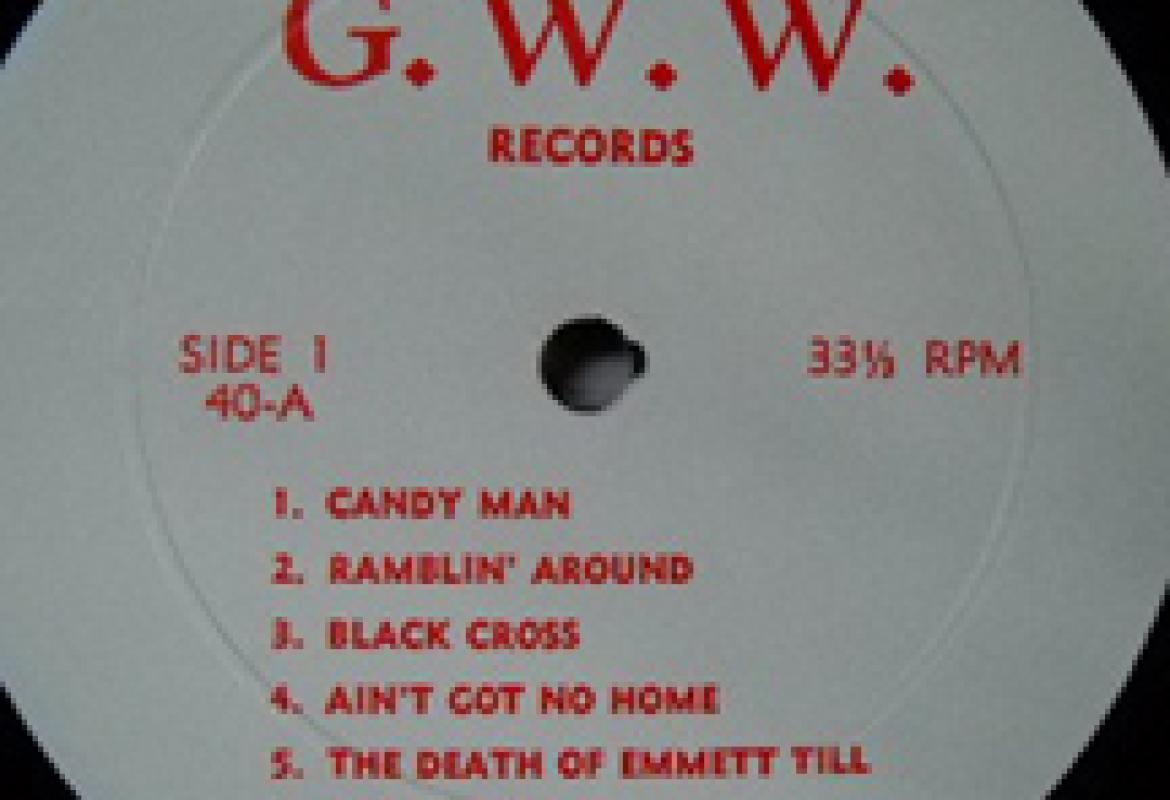 G. W. W.
RECORDS
SIDE 1
33⅓ RPM
40-A
1. CANDY MAN
2. RAMBLIN' AROUND
3. BLACK CROSS
4. AIN'T GOT NO HOME
5. THE DEATH OF EMMETT TILL